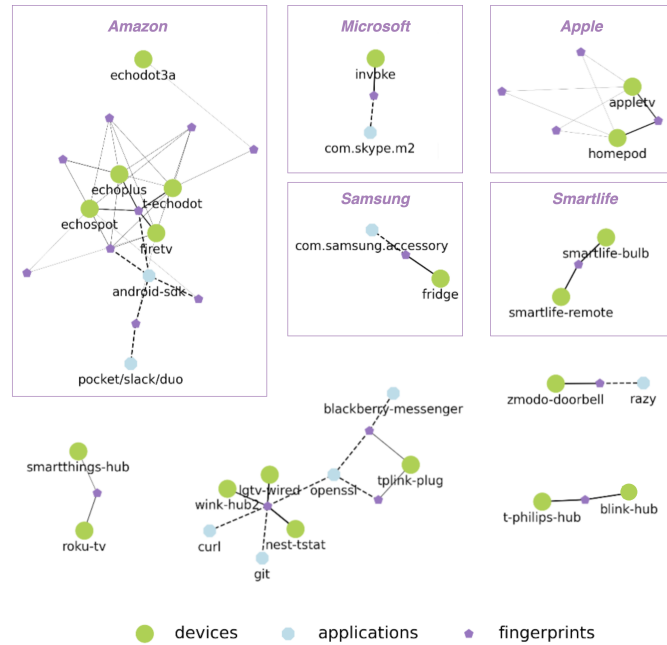 Amazon
Microsoft
Apple
echodot3a
invoke
appletv
com.skype.m2
homepod
echoplus
t-echodot
echospot
firetv
android-sdk
pocket/slack/duo
Samsung
Smartlife
com.samsung.accessory
smartlife-bulb
fridge
smartlife-remote
blackberry-messenger
zmodo-doorbell
razy
smartthings-hub
lgtv-wired
openssl
tplink-plug
wink-hub2
t-philips-hub
blink-hub
roku-tv
curl
nest-tstat
git
devices
applications
fingerprints